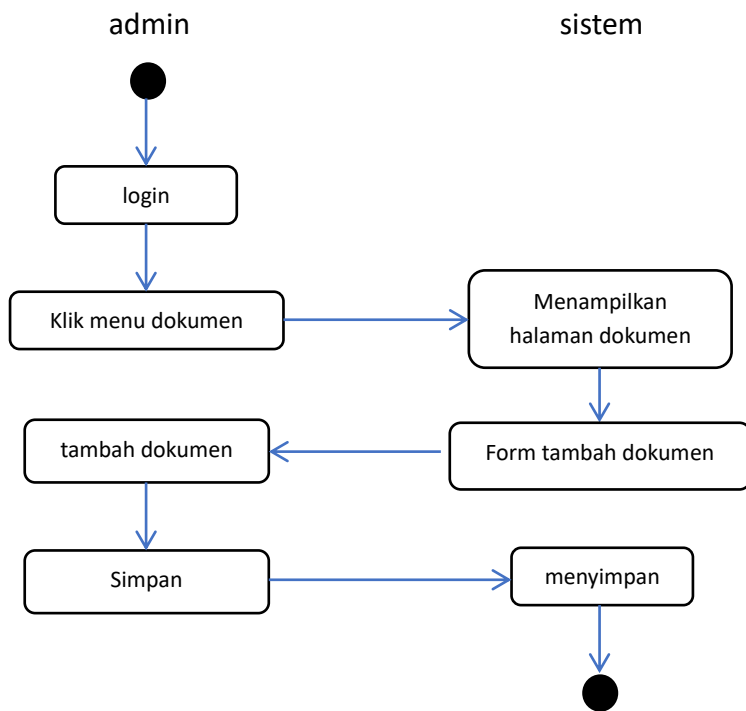 admin
sistem
login
Klik menu dokumen
Menampilkan
halaman dokumen
tambah dokumen
Form tambah dokumen
Simpan
menyimpan